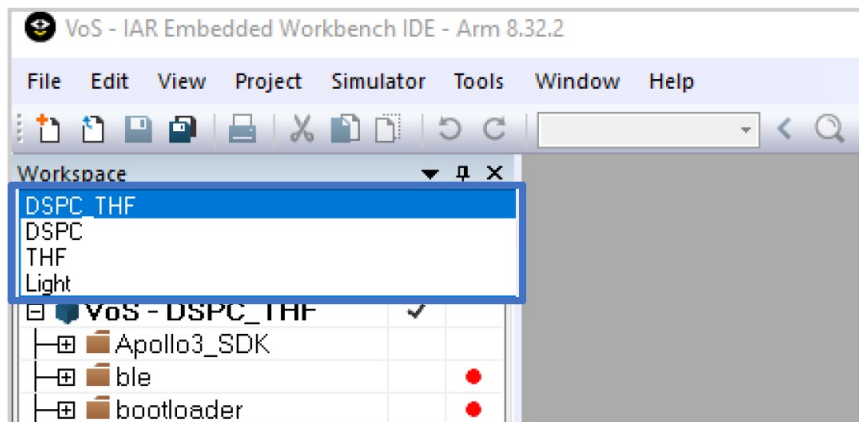 VoS - IAR Embedded Workbench IDE - Arm 8.32.2
File Edit View Project Simulator Tools Window Help
Workspace
DSPC_THF
DSPC
THF
Light
VoS - DSPC_THF
Apollo3_SDK
ble
bootloader